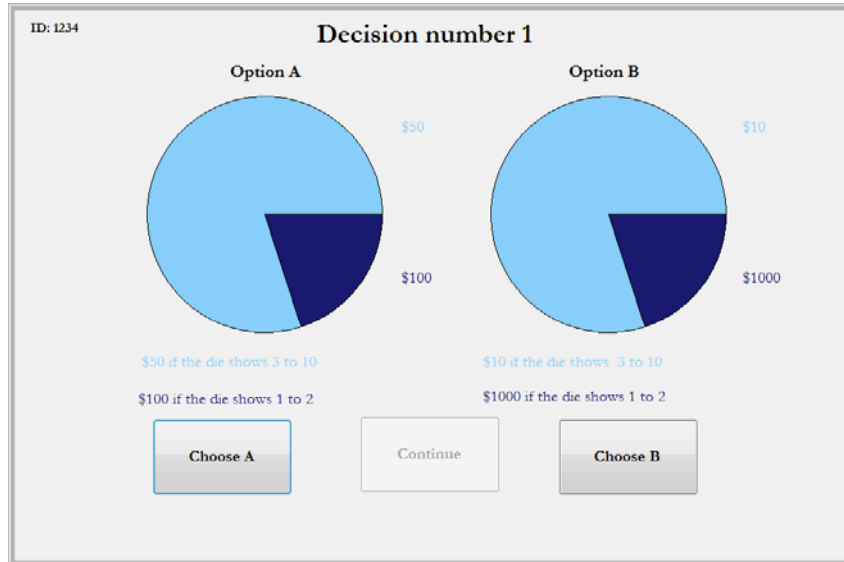 ID: 1234
Decision number 1
Option A
Option B
$50
$10
$100
$1000
$50 if the die shows 3 to 10
$10 if the die shows  3 to 10
$100 if the die shows 1 to 2
$1000 if the die shows 1 to 2
Choose A
Continue
Choose B